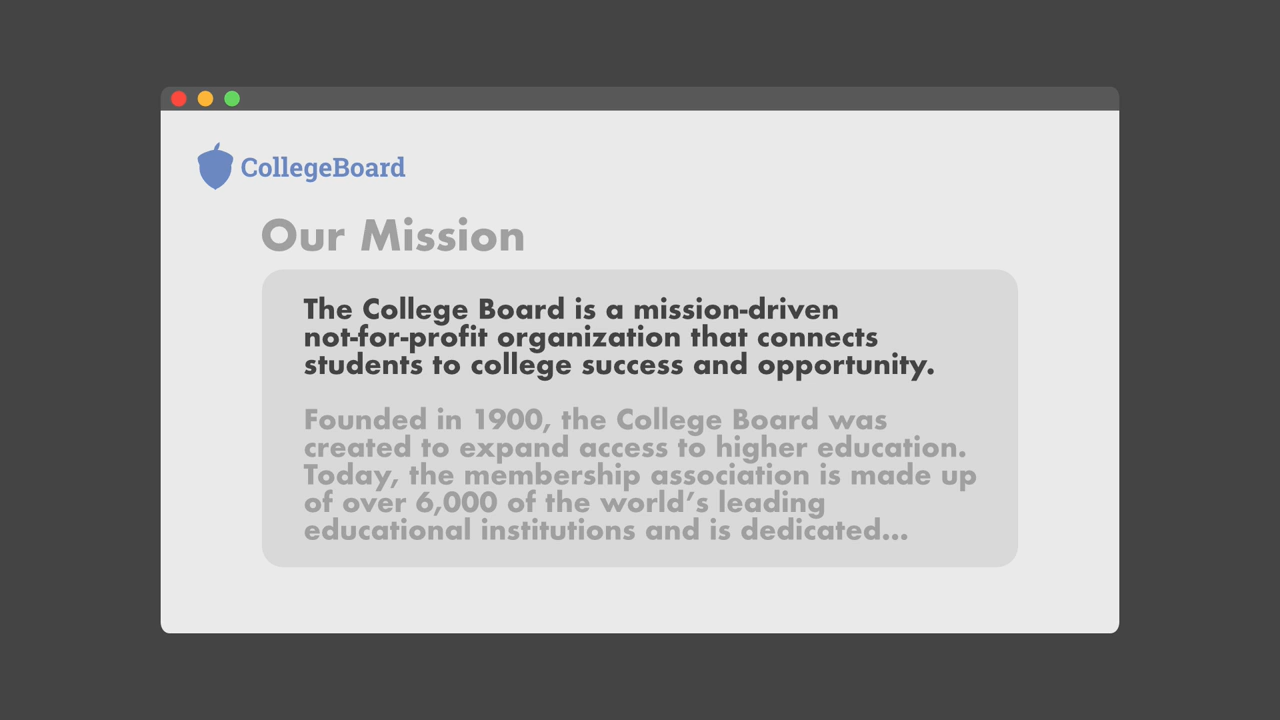 CollegeBoard
Our Mission
The College Board is a mission-driven
not-for-profit organization that connects
students to college success and opportunity.
Founded in 1900, the College Board was
created to expand access to higher education.
Today, the membership association is made up
of over 6,000 of the world’s leading
educational institutions and is dedicated...